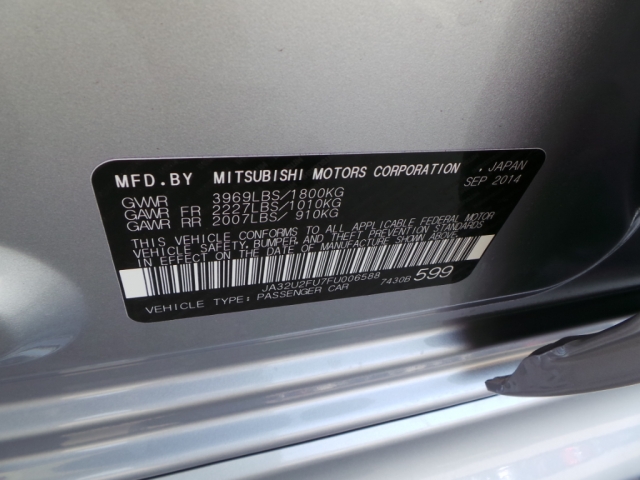 MFD.BY MITSUBISHI MOTORS CORPORATION , JAPAN
SEP 2014
GVWR 3969LBS/1800KG
GAWR FR 2227LBS/1010KG
GAWR RR 2007LBS/ 910KG
THIS VEHICLE CONFORMS TO ALL APPLICABLE FEDERAL MOTOR
VEHICLE SAFETY, BUMPER, AND THEFT PREVENTION STANDARDS
IN EFFECT ON THE DATE OF MANUFACTURE SHOWN ABOVE.
JA32U2FU7FU006588 7430B 599
VEHICLE TYPE: PASSENGER CAR